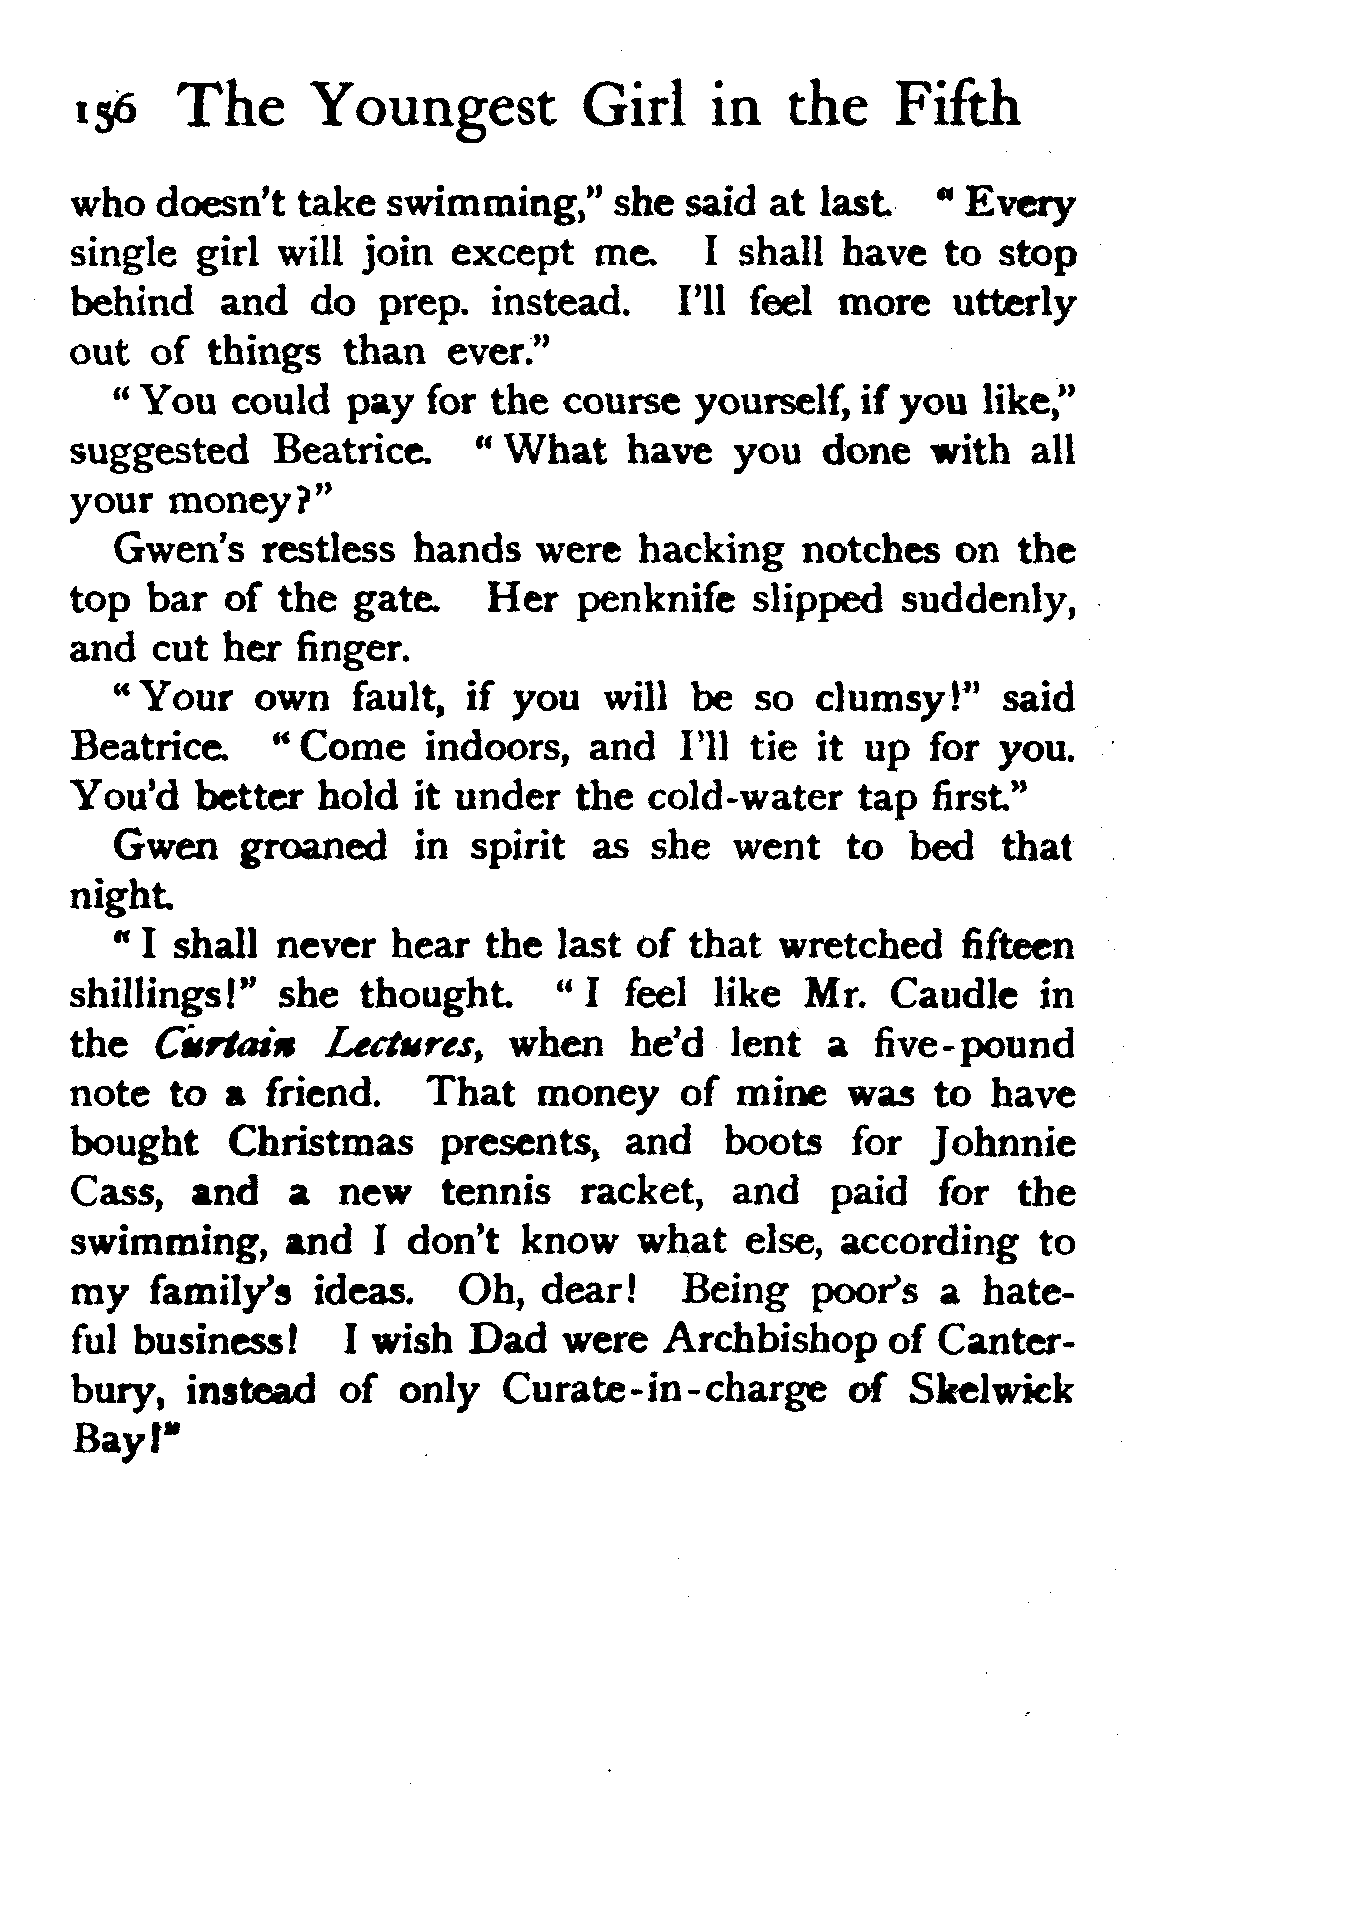 156 The Youngest Girl in the Fifth
who doesn't take swimming,” she said at last. “Every
single girl will join except me. I shall have to stop
behind and do prep. instead. I'll feel more utterly
out of things than ever.”
“You could pay for the course yourself, if you like,”
suggested Beatrice. “What have you done with all
your money?”
Gwen's restless hands were hacking notches on the
top bar of the gate. Her penknife slipped suddenly,
and cut her finger.
“Your own fault, if you will be so clumsy!” said
Beatrice. “Come indoors, and I'll tie it up for you.
You'd better hold it under the cold-water tap first.”
Gwen groaned in spirit as she went to bed that
night.
“I shall never hear the last of that wretched fifteen
shillings!” she thought. “I feel like Mr. Caudle in
the Curtain Lectures, when he'd lent a five-pound
note to a friend. That money of mine was to have
bought Christmas presents, and boots for Johnnie
Cass, and a new tennis racket, and paid for the
swimming, and I don't know what else, according to
my family's ideas. Oh, dear! Being poor's a hate-
ful business! I wish Dad were Archbishop of Canter-
bury, instead of only Curate-in-charge of Skelwick
Bay!”